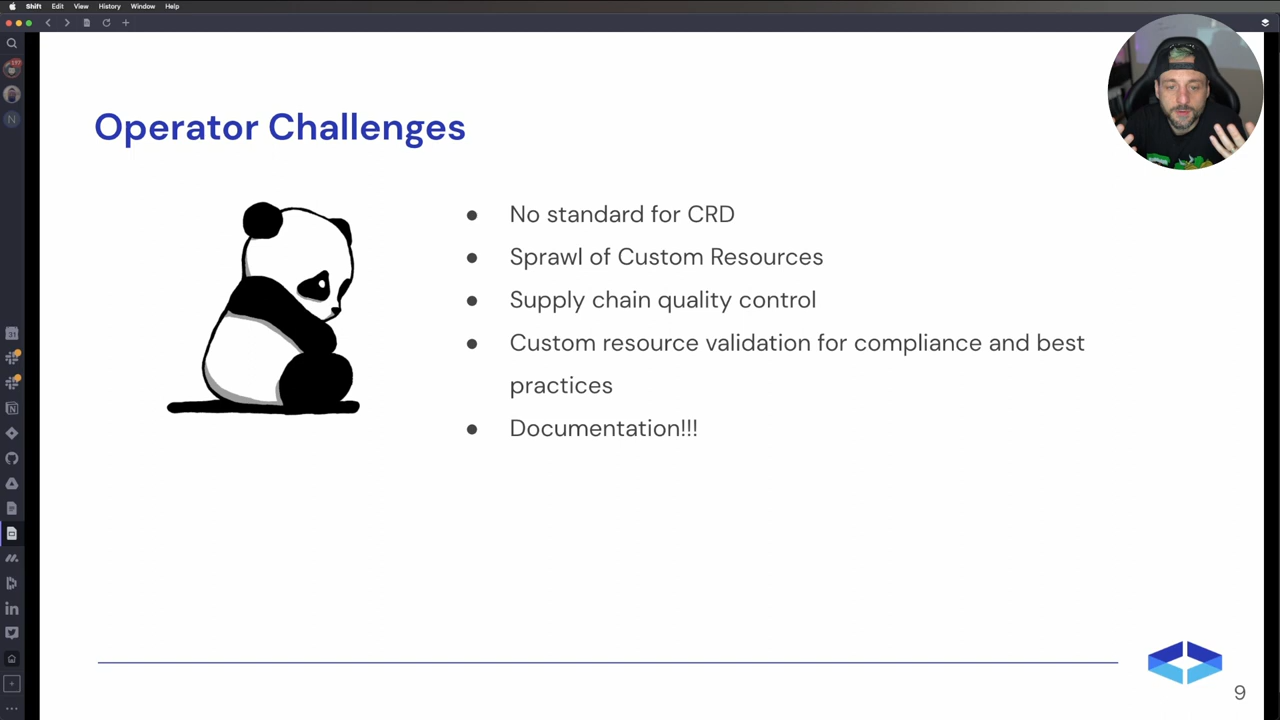 Shift Edit View History Window Help
Operator Challenges
No standard for CRD
Sprawl of Custom Resources
Supply chain quality control
Custom resource validation for compliance and best
practices
Documentation!!!
N
31
9